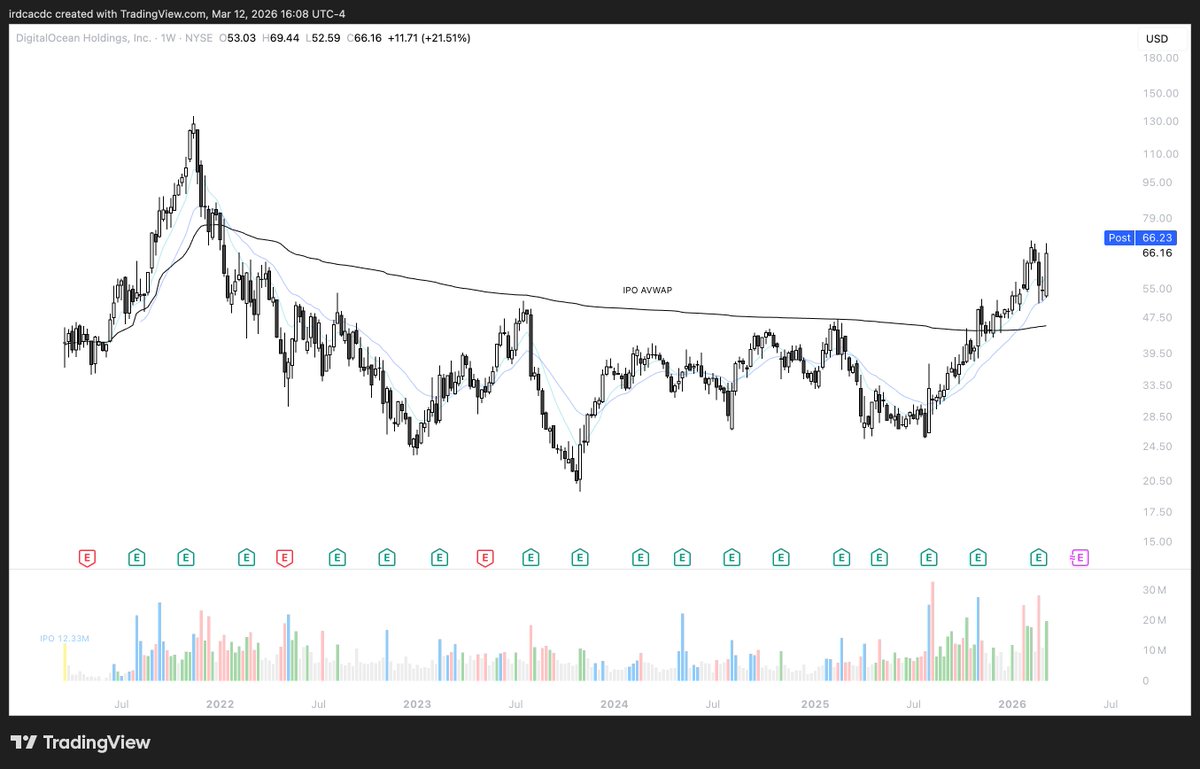 irdcacdc created with TradingView.com, Mar 12, 2026 16:08 UTC-4
DigitalOcean Holdings, Inc. · 1W · NYSE O53.03 H69.44 L52.59 C66.16 +11.71 (+21.51%)
USD
180.00
150.00
130.00
110.00
95.00
79.00
Post 66.23
66.16
55.00
47.50
39.50
33.50
28.50
24.50
20.50
17.50
15.00
IPO AVWAP
E E E E E E E E E E E E E E E E E E E E E
30 M
20 M
10 M
0
IPO 12.33M
Jul 2022 Jul 2023 Jul 2024 Jul 2025 Jul 2026 Jul
TradingView